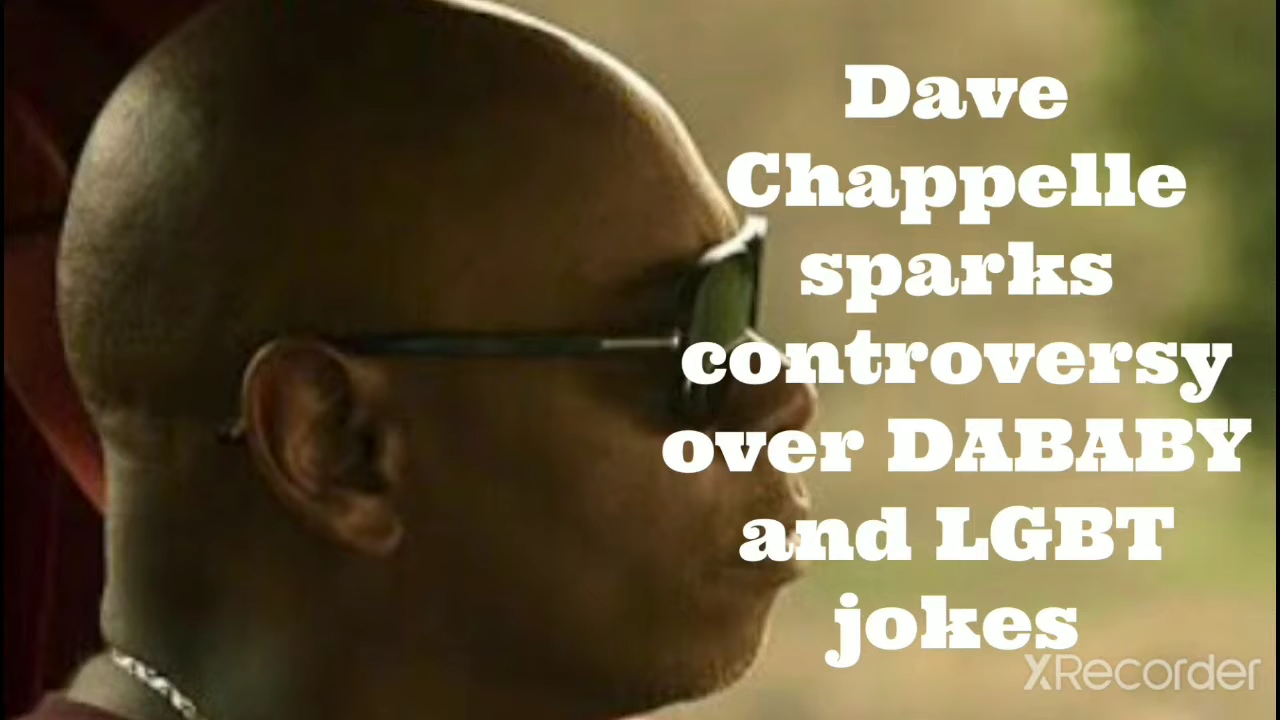 Dave
Chappelle
sparks
controversy
over DABABY
and LGBT
jokes
XRecorder